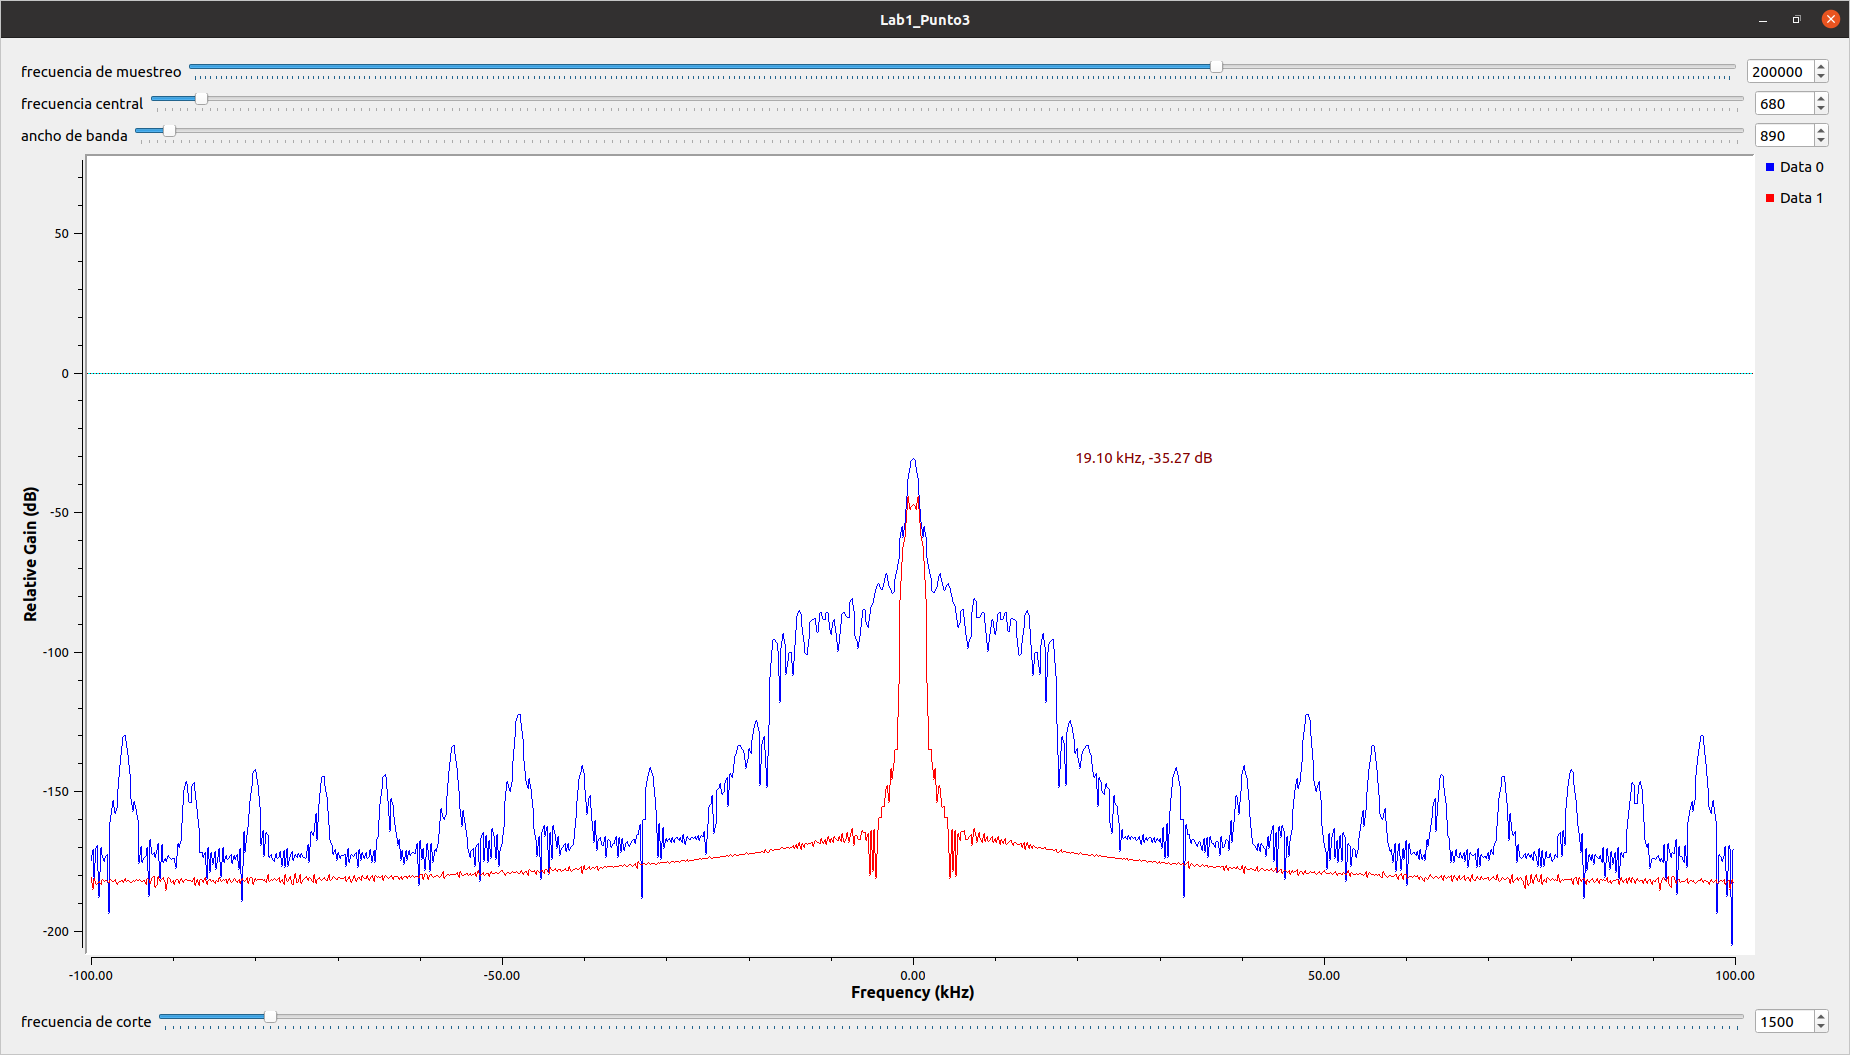 Lab1_Punto3
frecuencia de muestreo 200000
frecuencia central 680
ancho de banda 890
Data 0
Data 1
50
0
-50
-100
-150
-200
Relative Gain (dB)
19.10 kHz, -35.27 dB
-100.00 -50.00 0.00 50.00 100.00
Frequency (kHz)
frecuencia de corte 1500